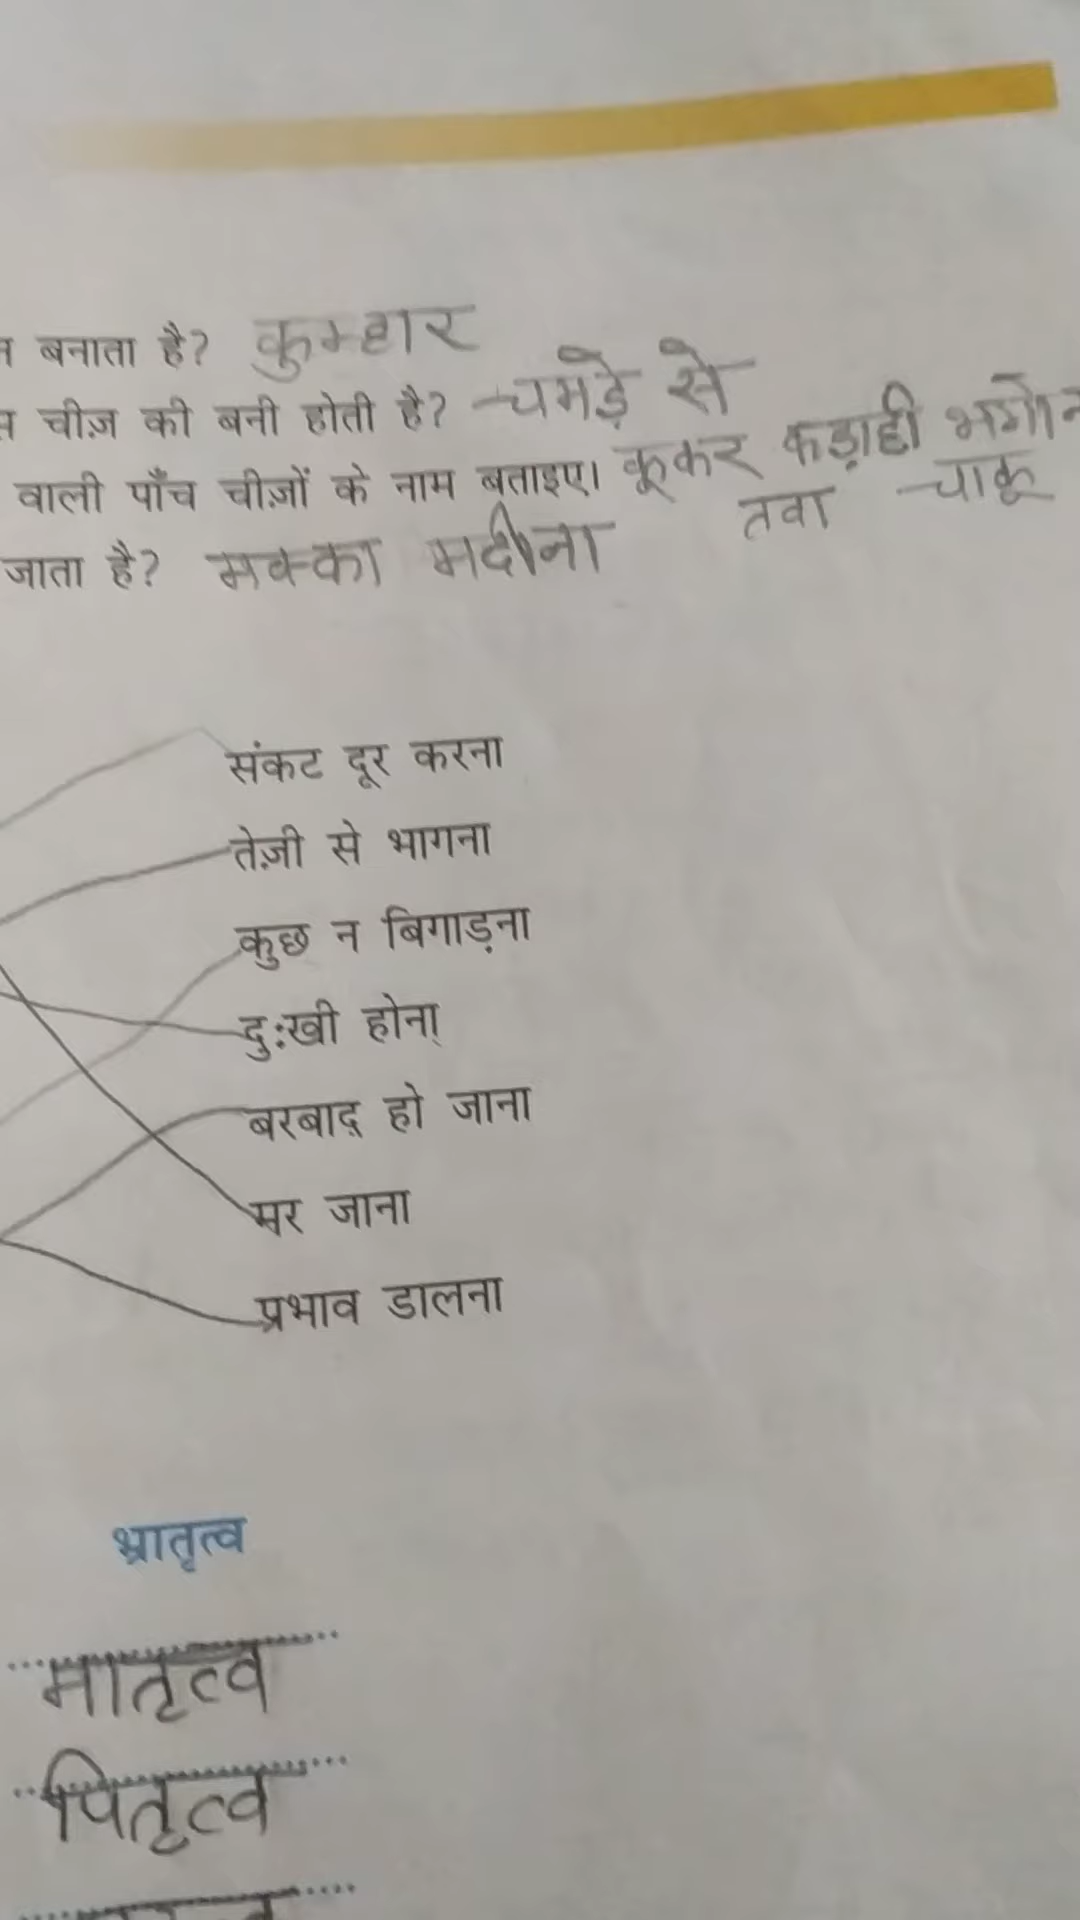 बनाता है? कुम्हार
चीज़ की बनी होती है? चमड़े से
वाली पाँच चीज़ों के नाम बताइए। कूकर कड़ाही
तवा चाकू
जाता है? मक्का मदीना
संकट दूर करना
तेज़ी से भागना
कुछ न बिगाड़ना
दुःखी होना
बरबाद हो जाना
मर जाना
प्रभाव डालना
भ्रातृत्व
मातृत्व
पितृत्व